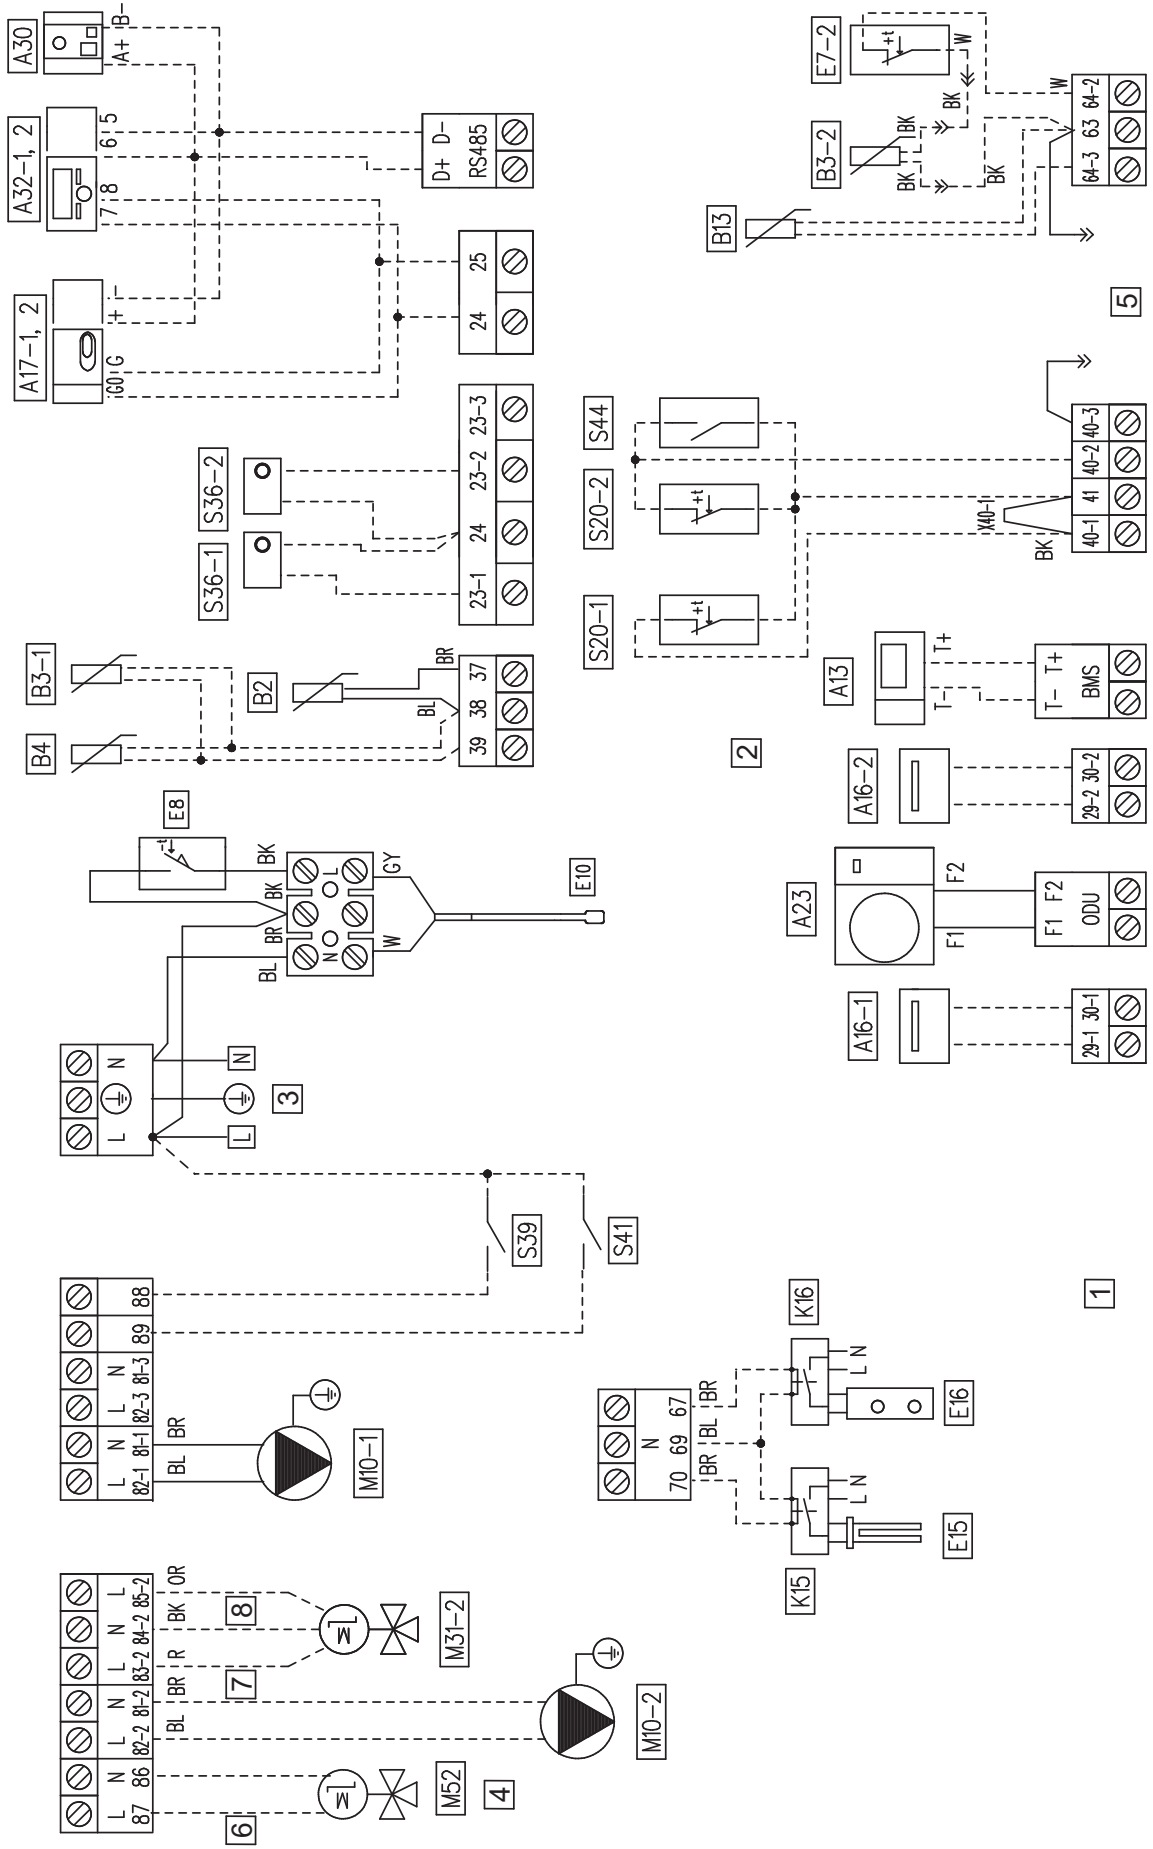 87 L
86 N
82-2 L
81-2 N
83-2 L
84-2 N
85-2 L
BL BR R BK OR
6
7
8
M52
4
M31-2
M10-2
82-1 L
81-1 N
82-3 L
81-3 N
89
88
BL BR
M10-1
L N
L
N
3
S39
S41
BL BR BK BK
N L
W GY
E8
-t
E10
B4
B3-1
B2
BL BR
39 38 37
S36-1
S36-2
23-1 24 23-2 23-3
A17-1, 2
G0 G + -
A32-1, 2
7 8 6 5
A30
A+ B-
24 25
D+ D-
RS485
N
70 69 67
BR BL BR
K15
L N
E15
K16
L N
E16
1
A16-1
29-1 30-1
A23
F1 F2
F1 F2
ODU
A16-2
29-2 30-2
A13
T- T+
T- T+
BMS
2
S20-1
+t
S20-2
+t
S44
BK
X40-1
40-1 41 40-2 40-3
5
B13
B3-2
BK BK
BK
BK
E7-2
+t
W
W
64-3 63 64-2